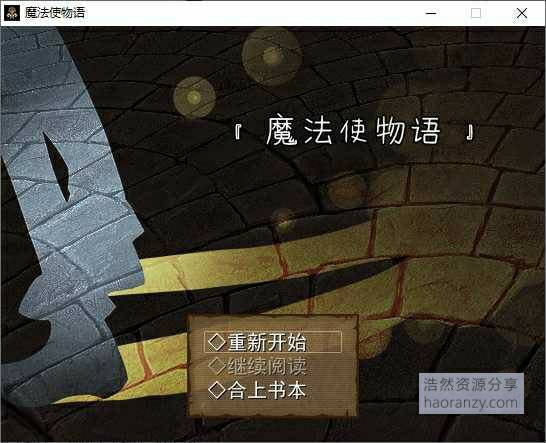 魔法使物语
『 魔法使物语 』
◇重新开始
◇继续阅读
◇合上书本
浩然资源分享
haoranzy.com